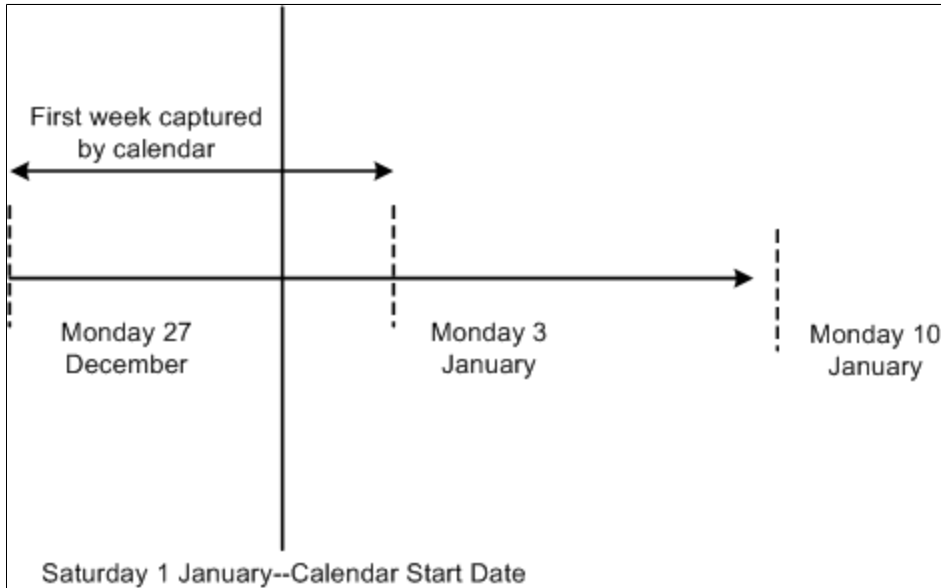 First week captured
by calendar
Monday 27
December
Monday 3
January
Monday 10
January
Saturday 1 January--Calendar Start Date